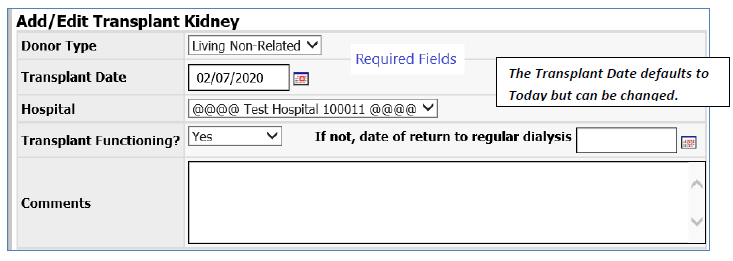 Add/Edit Transplant Kidney
Donor Type Living Non-Related
Required Fields
Transplant Date 02/07/2020
The Transplant Date defaults to
Today but can be changed.
Hospital @@@@ Test Hospital 100011 @@@@
Transplant Functioning? Yes If not, date of return to regular dialysis
Comments